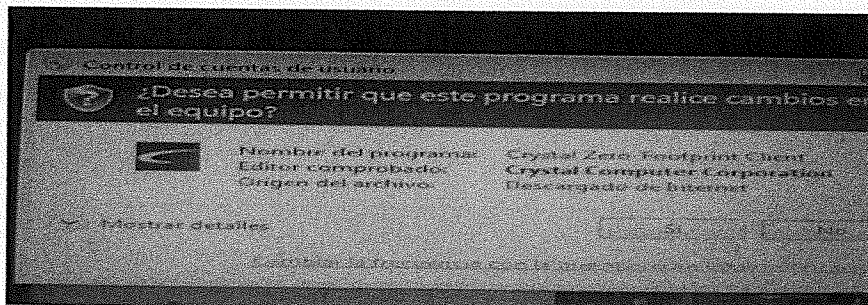 Control de cuentas de usuario
¿Desea permitir que este programa realice cambios en
el equipo?
Nombre del programa: Crystal Zero Footprint Client
Editor comprobado: Crystal Computer Corporation
Origen del archivo: Descargado de Internet
Mostrar detalles
Sí No